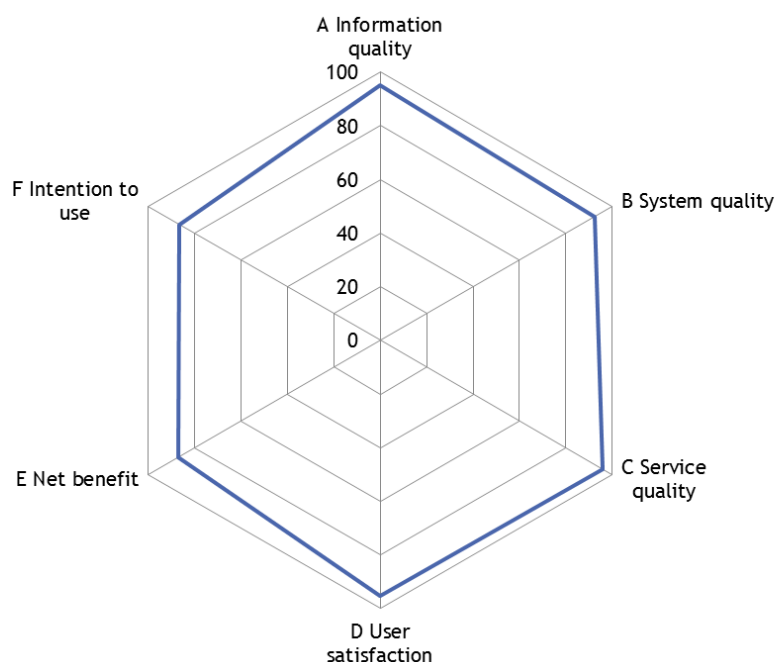 A Information
quality
100
80
60
40
20
0
F Intention to
use
B System quality
E Net benefit
C Service
quality
D User
satisfaction